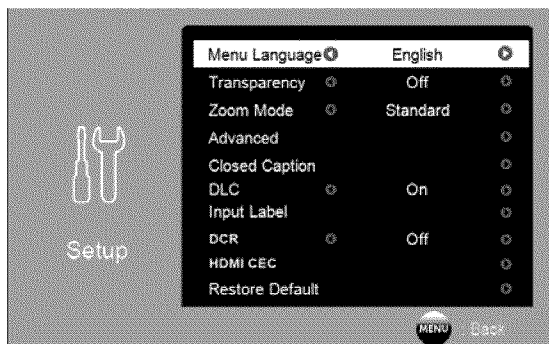 Menu Language English
Transparency Off
Zoom Mode Standard
Advanced
Closed Caption
DLC On
Input Label
DCR Off
HDMI CEC
Restore Default
Setup
MENU : Back